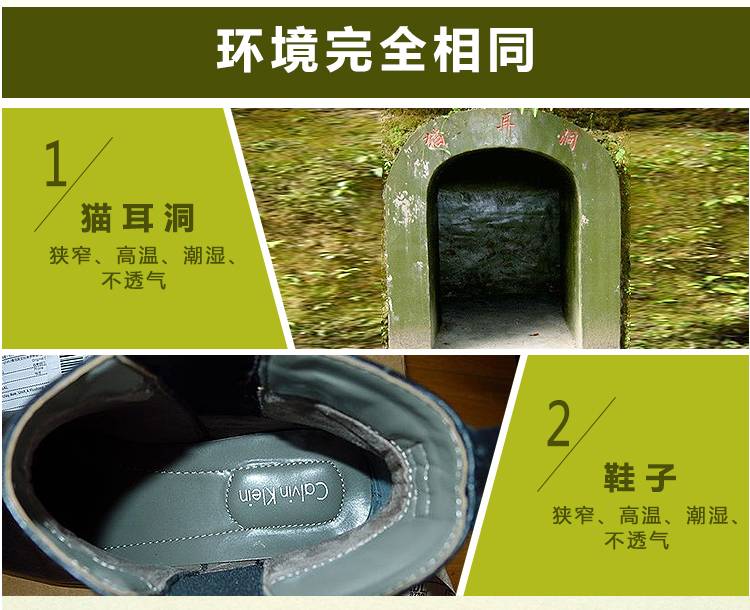 环境完全相同
1
猫耳洞
狭窄、高温、潮湿、
不透气
猫耳洞
Calvin Klein
2
鞋子
狭窄、高温、潮湿、
不透气